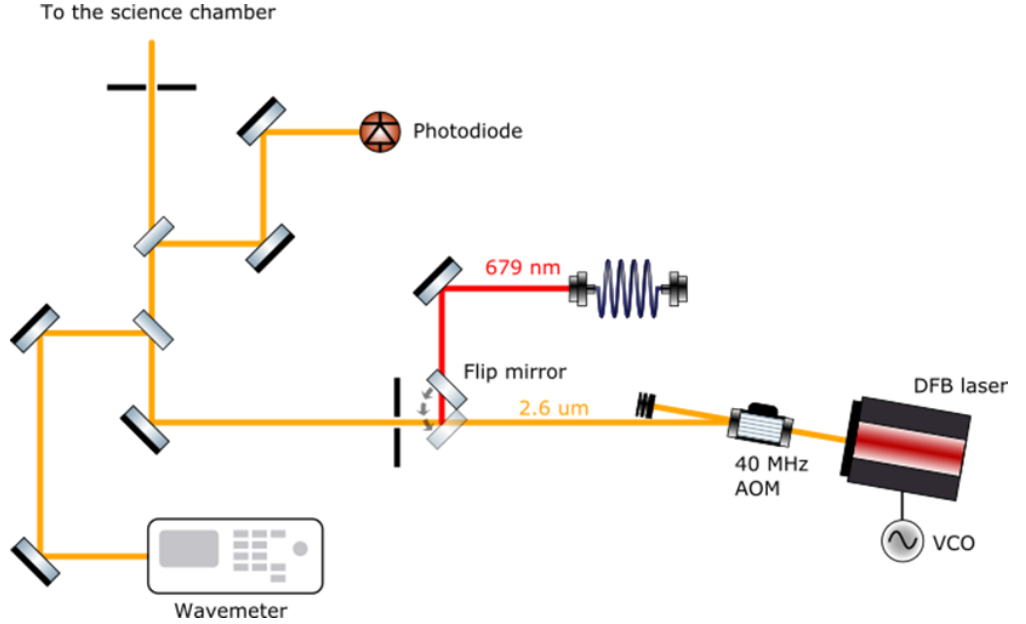 To the science chamber
Photodiode
679 nm
Flip mirror
2.6 um
DFB laser
40 MHz
AOM
VCO
Wavemeter